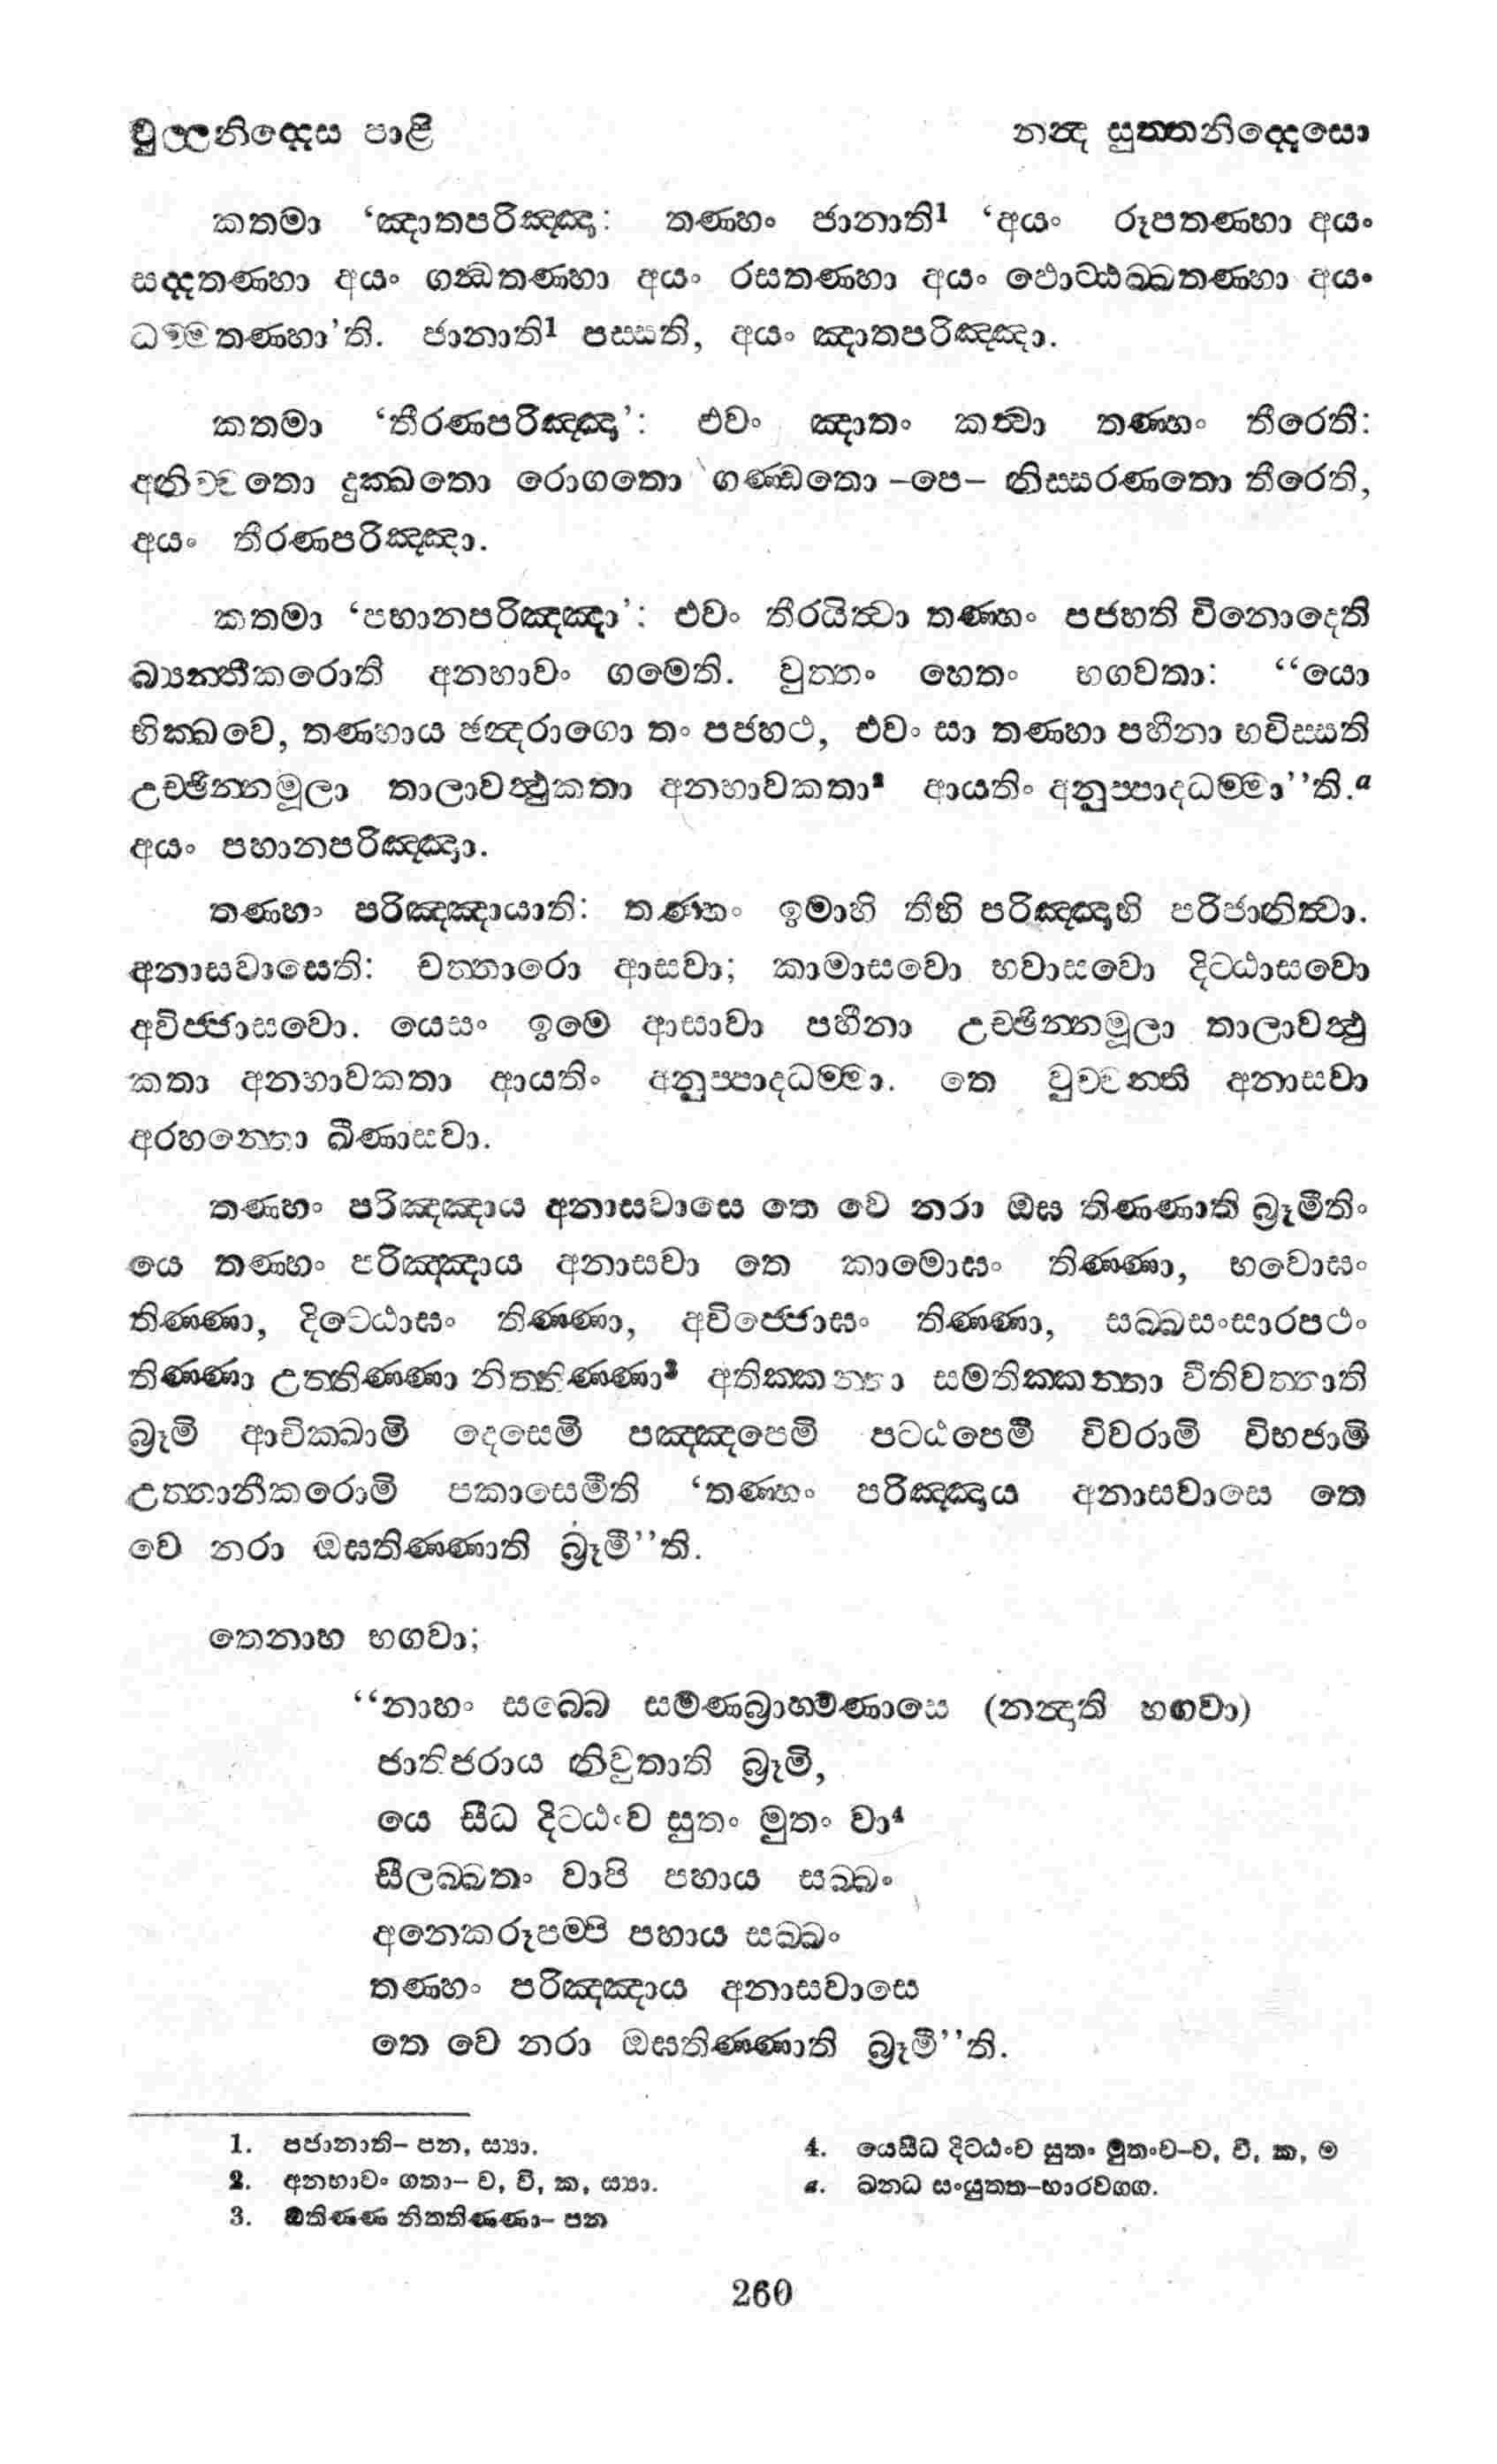 චුල්ලනිද්දෙස පාළි නන්ද සුත්තනිද්දෙසො
කතමා ‘ඤාතපරිඤ්ඤා: තණ්හං ජානාති1 ‘අයං රූපතණ්හා අයං
සද්දතණ්හා අයං ගන්ධතණ්හා අයං රසතණ්හා අයං ඵොට්ඨබ්බතණ්හා අයං
ධම්මතණ්හා’ති. ජානාති1 පස්සති, අයං ඤාතපරිඤ්ඤා.
කතමා ‘තීරණපරිඤ්ඤා’: එවං ඤාතං කත්වා තණ්හං තීරෙති:
අනිච්චතො දුක්ඛතො රොගතො ගණ්ඩතො –පෙ– නිස්සරණතො තීරෙති,
අයං තීරණපරිඤ්ඤා.
කතමා ‘පහානපරිඤ්ඤා’: එවං තීරයිත්වා තණ්හං පජහති විනොදෙති
බ්‍යන්තීකරොති අනභාවං ගමෙති. වුත්තං හෙතං භගවතා: “යො
භික්ඛවෙ, තණ්හාය ඡන්දරාගො තං පජහථ, එවං සා තණ්හා පහීනා භවිස්සති
උච්ඡින්නමූලා තාලාවත්ථුකතා අනභාවකතා2 ආයතිං අනුප්පාදධම්මා”ති.a
අයං පහානපරිඤ්ඤා.
තණ්හං පරිඤ්ඤායාති: තණ්හං ඉමාහි තීහි පරිඤ්ඤාහි පරිජානිත්වා.
අනාසවාසෙති: චත්තාරො ආසවා; කාමාසවො භවාසවො දිට්ඨාසවො
අවිජ්ජාසවො. යෙසං ඉමෙ ආසාවා පහීනා උච්ඡින්නමූලා තාලාවත්ථු
කතා අනභාවකතා ආයතිං අනුප්පාදධම්මා. තෙ වුච්චන්ති අනාසවා
අරහන්තො ඛීණාසවා.
තණ්හං පරිඤ්ඤාය අනාසවාසෙ තෙ වෙ නරා ඔඝ තිණ්ණාති බ්‍රූමීතිං
යෙ තණ්හං පරිඤ්ඤාය අනාසවා තෙ කාමොඝං තිණ්ණා, භවොඝං
තිණ්ණා, දිට්ඨොඝං තිණ්ණා, අවිජ්ජොඝං තිණ්ණා, සබ්බසංසාරපථං
තිණ්ණා උත්තිණ්ණා නිත්තිණ්ණා3 අතික්කන්තා සමතික්කන්තා වීතිවත්තාති
බ්‍රූමි ආචික්ඛාමි දෙසෙමි පඤ්ඤපෙමි පට්ඨපෙමි විවරාමි විභජාමි
උත්තානීකරොමි පකාසෙමීති ‘තණ්හං පරිඤ්ඤාය අනාසවාසෙ තෙ
වෙ නරා ඔඝතිණ්ණාති බ්‍රූමී”ති.
තෙනාහ භගවා;
“නාහං සබ්බෙ සමණබ්‍රාහ්මණාසෙ (නන්දාති භගවා)
ජාතිජරාය නිවුතාති බ්‍රූමි,
යෙ සීධ දිට්ඨංව සුතං මුතං වා4
සීලබ්බතං වාපි පහාය සබ්බං
අනෙකරූපම්පි පහාය සබ්බං
තණ්හං පරිඤ්ඤාය අනාසවාසෙ
තෙ වෙ නරා ඔඝතිණ්ණාති බ්‍රූමී”ති.
1. පජානාති– පන, ස්‍යා.
2. අනභාවං ගතා– ව, වි, ක, ස්‍යා.
3. ඔතිණ්ණ නිත්තිණ්ණා– පන
4. යෙසීධ දිට්ඨංව සුතං මුතංව–ව, වි, ක, ම
a. ඛන්ධ සංයුත්ත–භාරවග්ග.
260